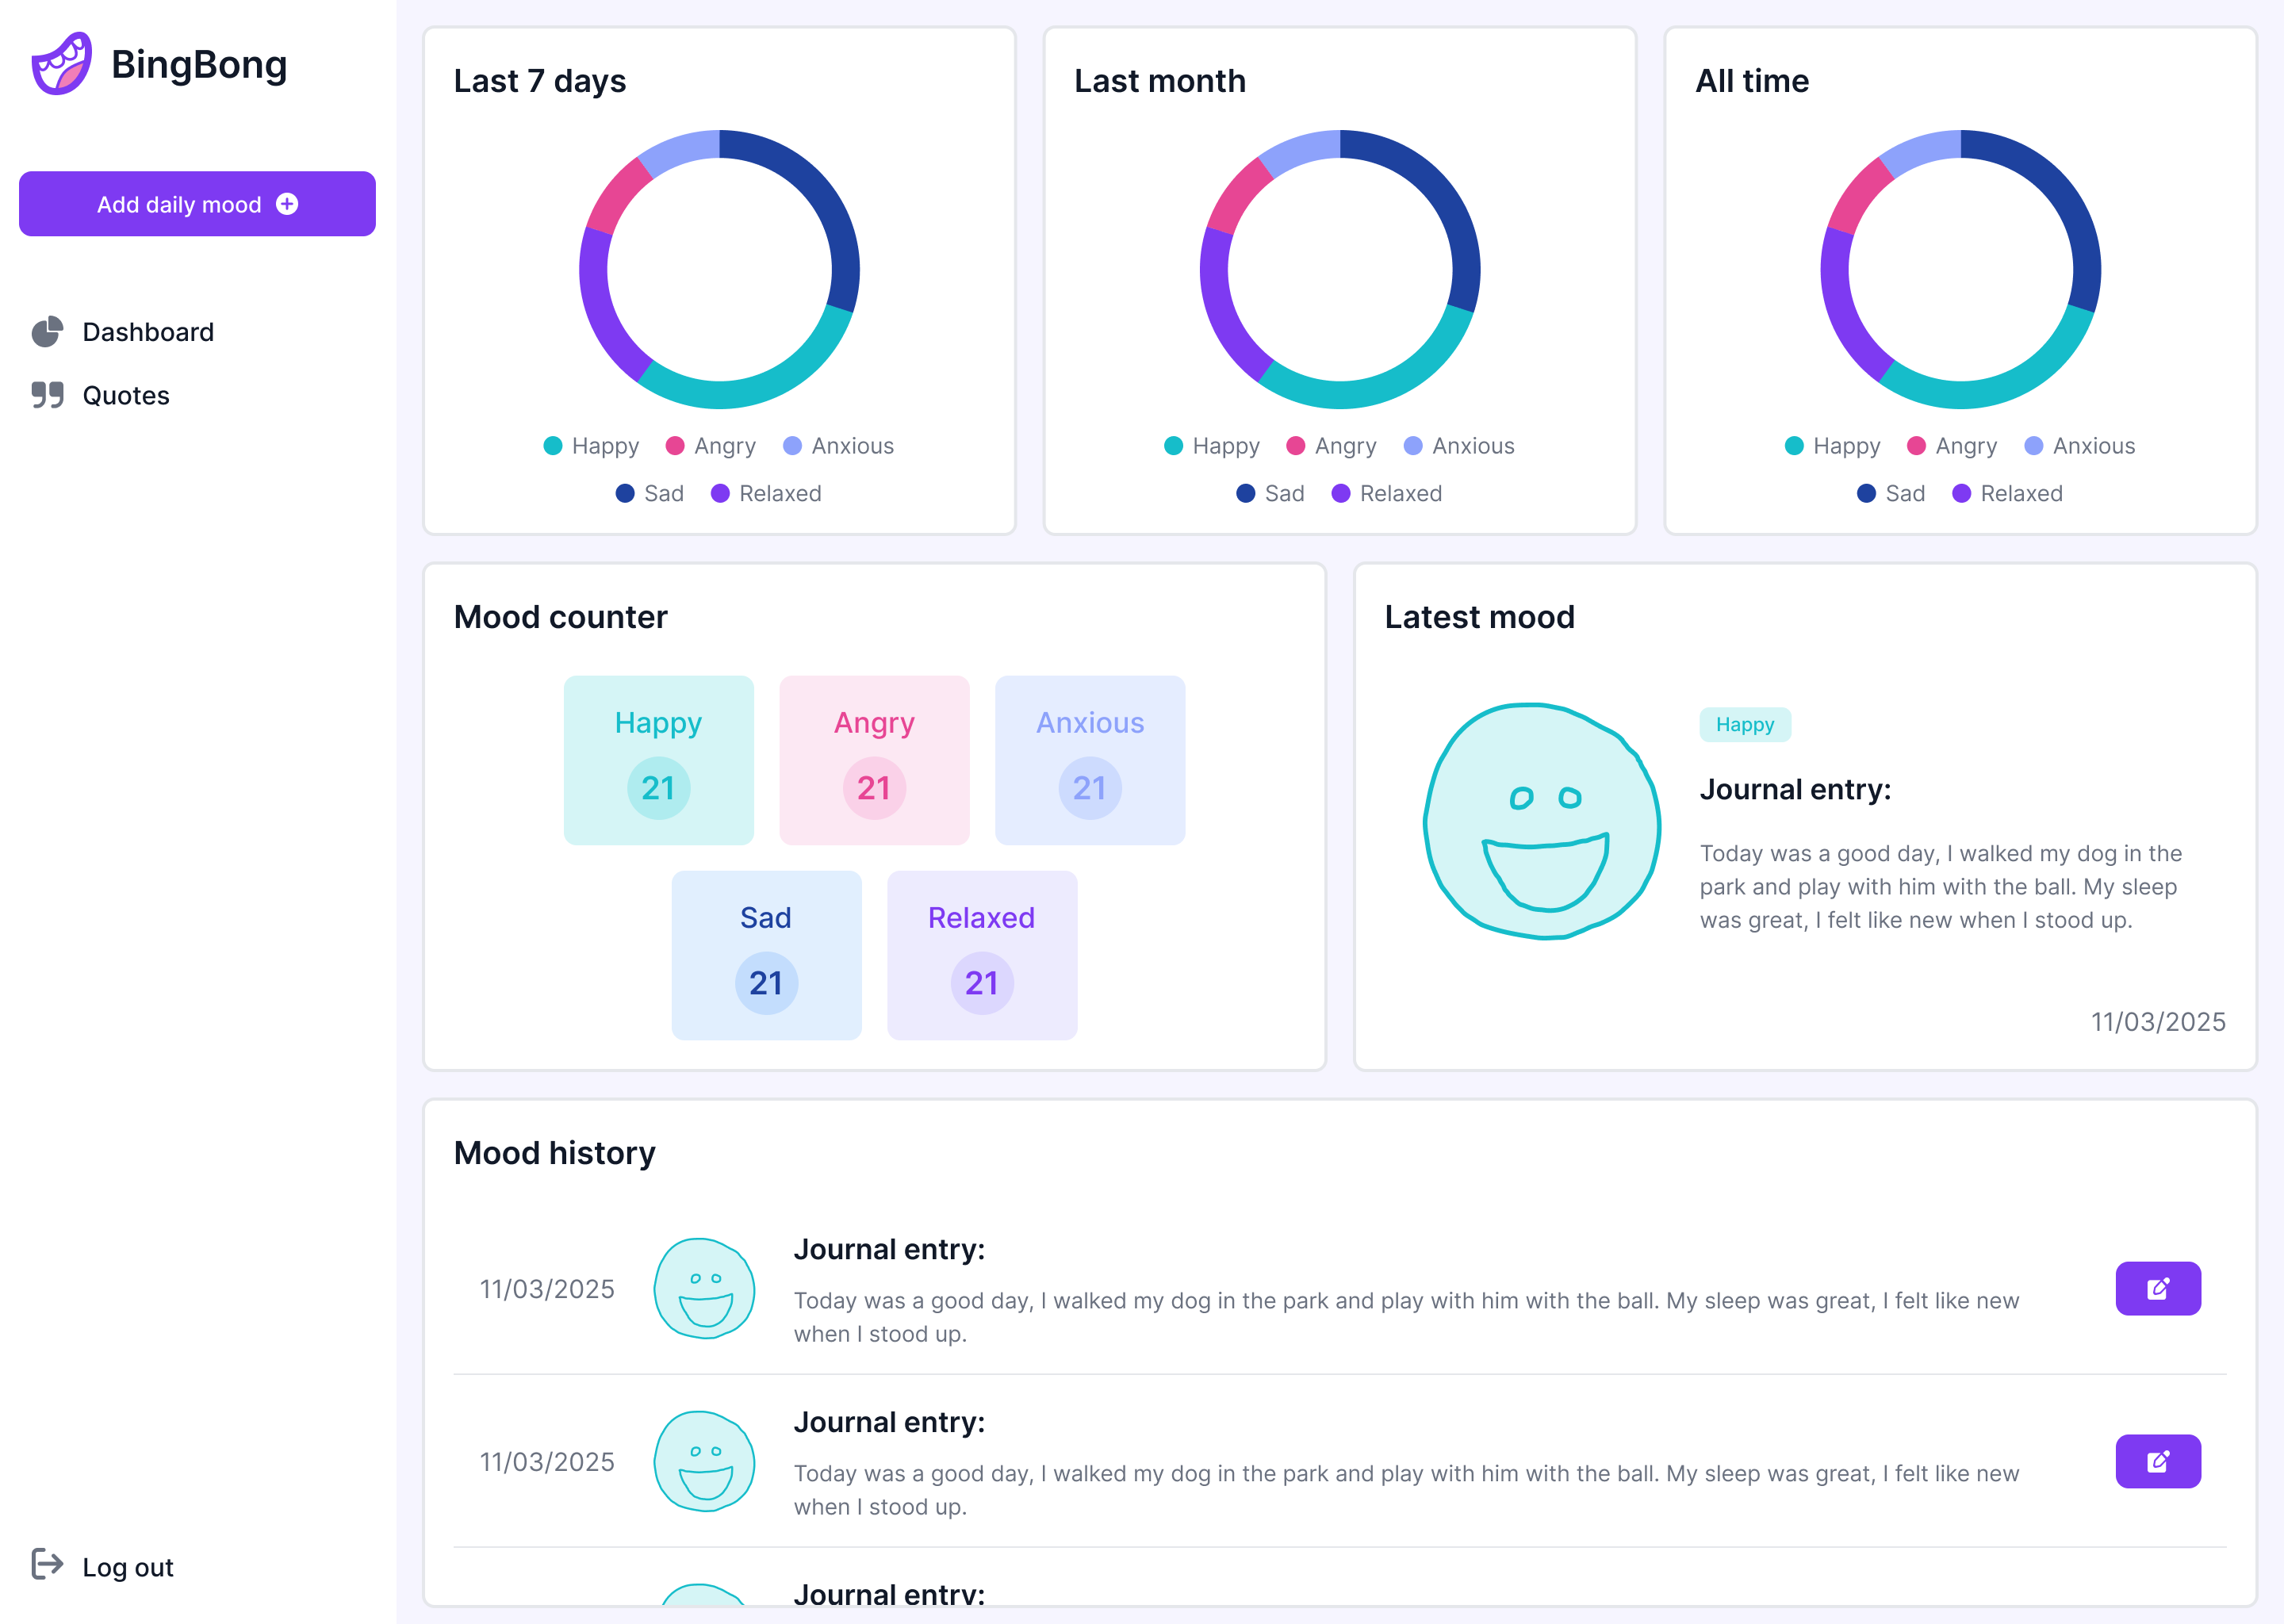 BingBong
Add daily mood
Dashboard
Quotes
Log out
Last 7 days
Happy Angry Anxious
Sad Relaxed
Last month
Happy Angry Anxious
Sad Relaxed
All time
Happy Angry Anxious
Sad Relaxed
Mood counter
Happy
21
Angry
21
Anxious
21
Sad
21
Relaxed
21
Latest mood
Happy
Journal entry:
Today was a good day, I walked my dog in the
park and play with him with the ball. My sleep
was great, I felt like new when I stood up.
11/03/2025
Mood history
11/03/2025
Journal entry:
Today was a good day, I walked my dog in the park and play with him with the ball. My sleep was great, I felt like new
when I stood up.
11/03/2025
Journal entry:
Today was a good day, I walked my dog in the park and play with him with the ball. My sleep was great, I felt like new
when I stood up.
Journal entry: